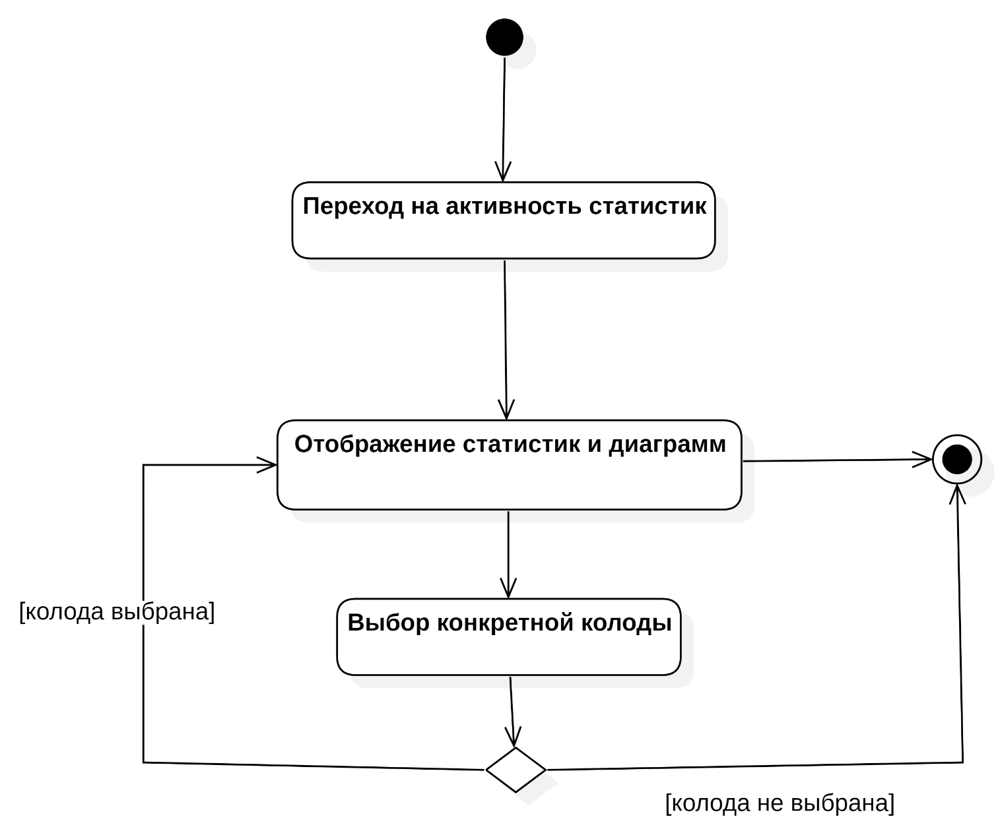 Переход на активность статистик
Отображение статистик и диаграмм
[колода выбрана]
Выбор конкретной колоды
[колода не выбрана]